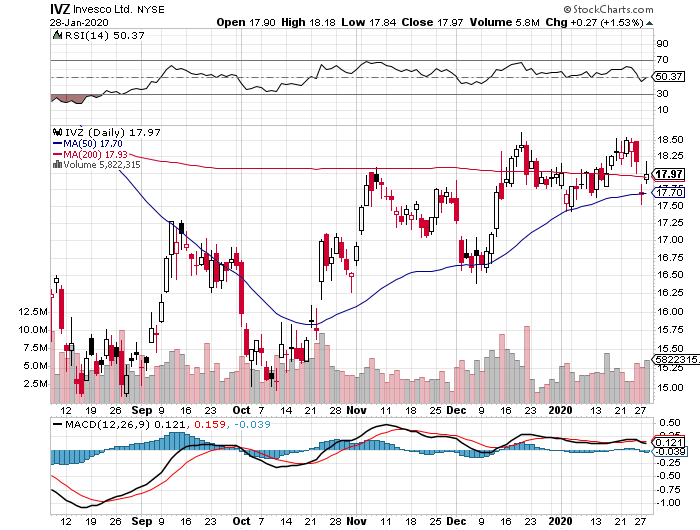 IVZ Invesco Ltd. NYSE © StockCharts.com
28-Jan-2020 Open 17.90 High 18.18 Low 17.84 Close 17.97 Volume 5.8M Chg +0.27 (+1.53%)
RSI(14) 50.37
90
70
50.37
30
10
IVZ (Daily) 17.97
MA(50) 17.70
MA(200) 17.93
Volume 5,822,315
18.50
18.25
17.97
17.70
17.50
17.25
17.00
16.75
16.50
16.25
16.00
15.75
15.50
15.00
12.5M
10.0M
7.5M
5.0M
2.5M
5822315
12 19 26 Sep 9 16 23 Oct 7 14 21 28 Nov 11 18 25 Dec 9 16 23 2020 13 21 27
MACD(12,26,9) 0.121, 0.159, -0.039
0.50
0.121
-0.039
-0.25
-0.50
-0.75
-1.00
12 19 26 Sep 9 16 23 Oct 7 14 21 28 Nov 11 18 25 Dec 9 16 23 2020 13 21 27